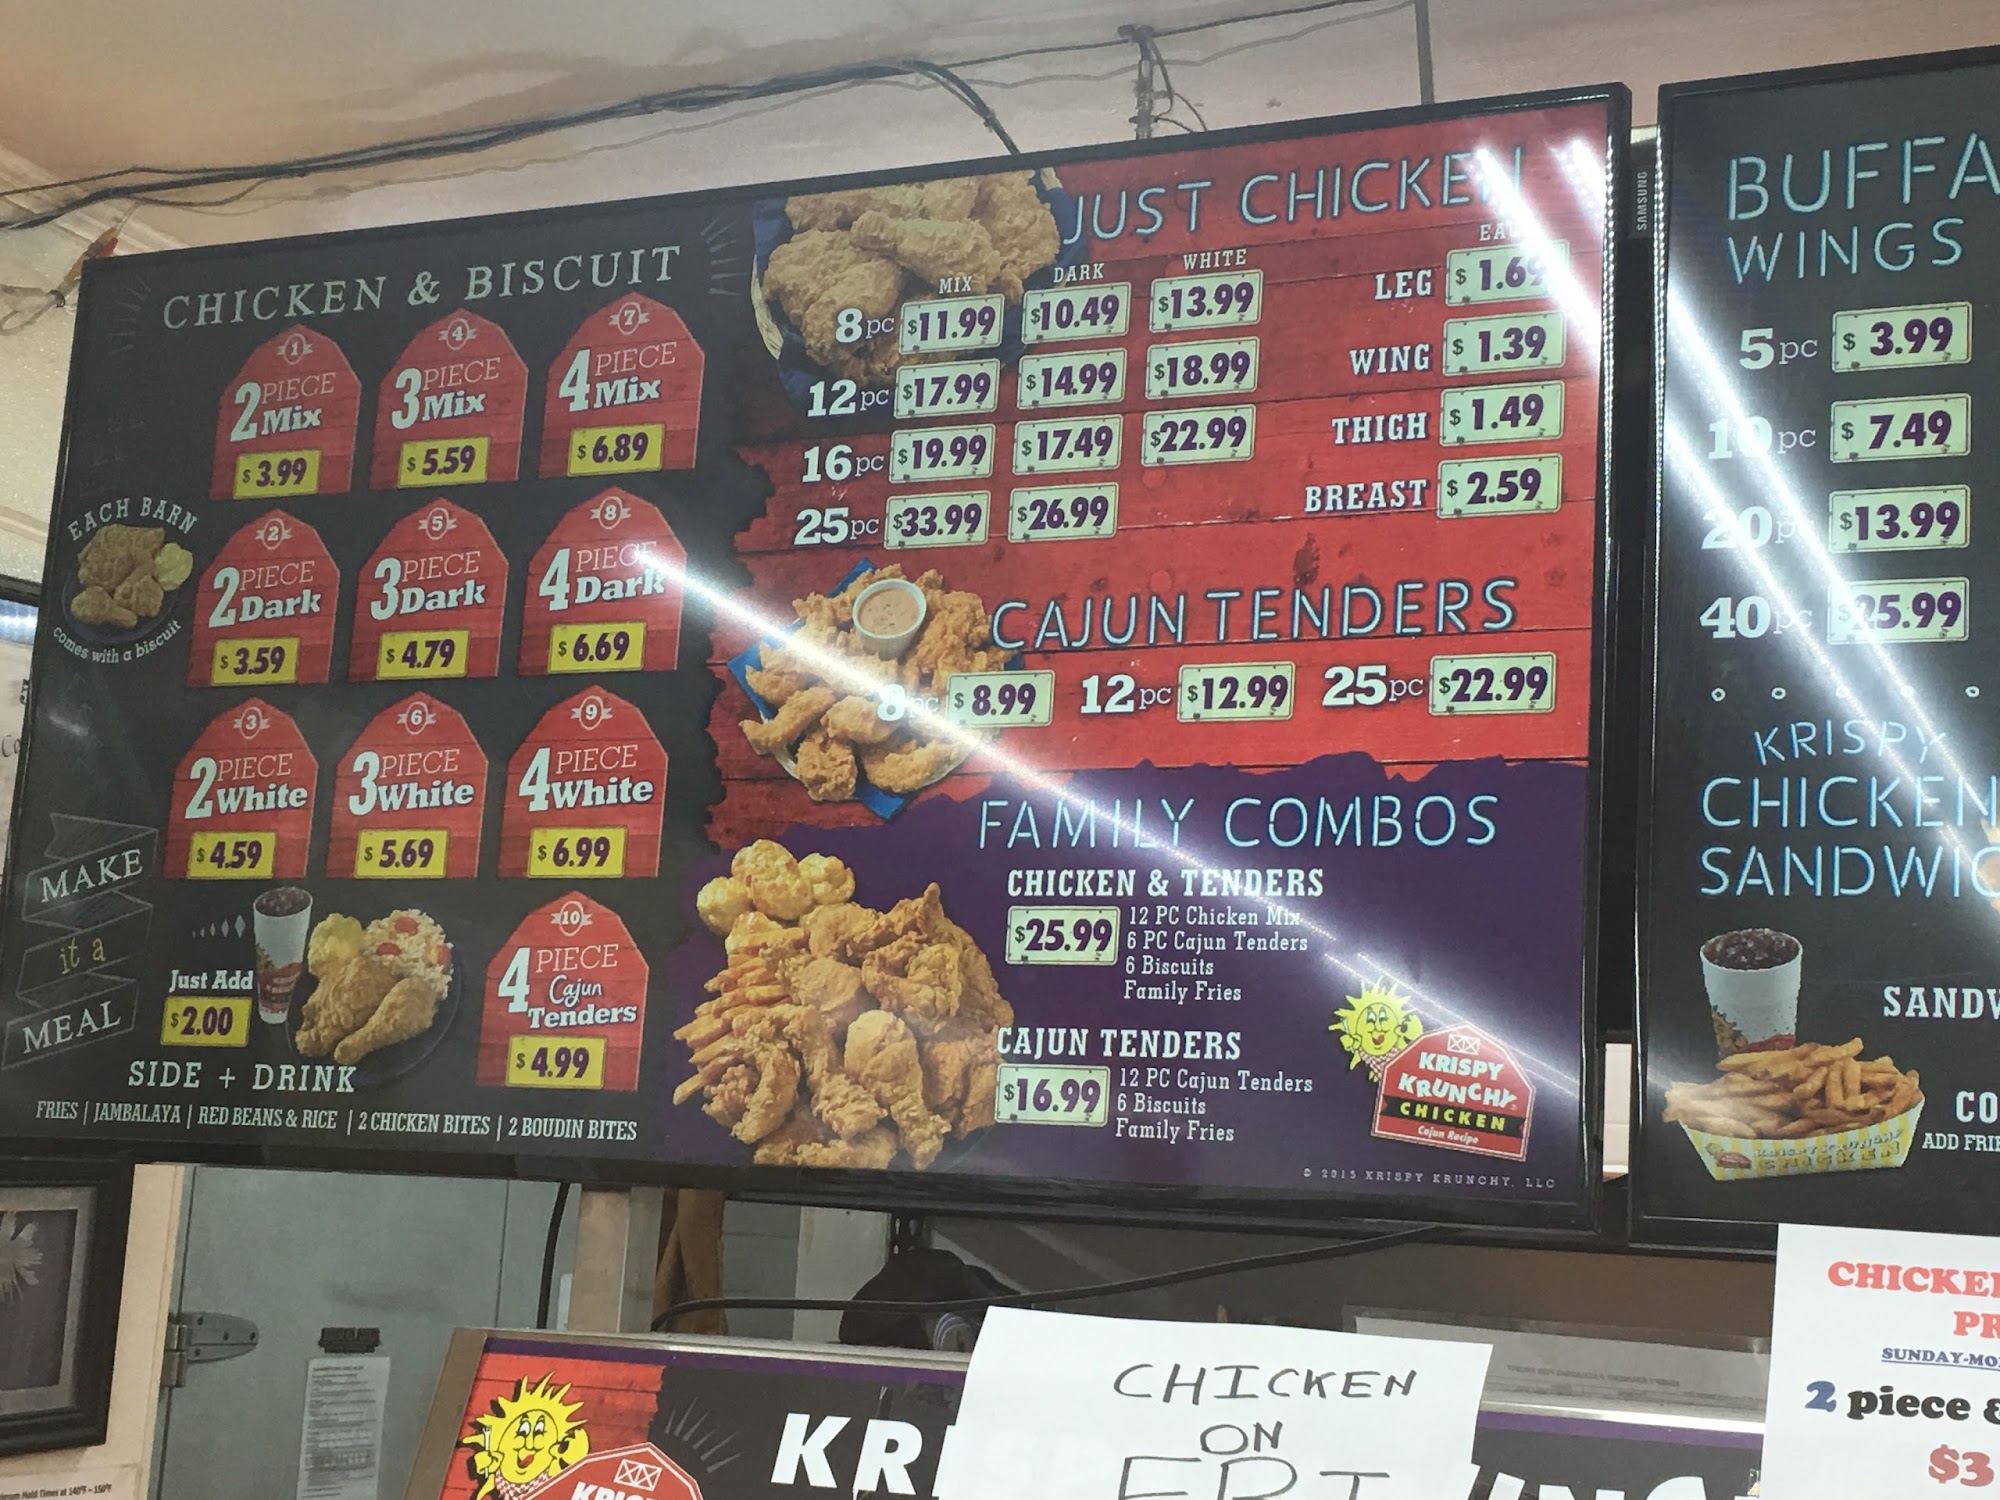 CHICKEN & BISCUIT
1
2 PIECE Mix
$ 3.99
4
3 PIECE Mix
$ 5.59
7
4 PIECE Mix
$ 6.89
EACH BARN
comes with a biscuit
2
2 PIECE Dark
$ 3.59
5
3 PIECE Dark
$ 4.79
8
4 PIECE Dark
$ 6.69
3
2 PIECE White
$ 4.59
6
3 PIECE White
$ 5.69
9
4 PIECE White
$ 6.99
MAKE
it a
MEAL
Just Add
$2.00
SIDE + DRINK
10
4 PIECE Cajun Tenders
$ 4.99
FRIES | JAMBALAYA | RED BEANS & RICE | 2 CHICKEN BITES | 2 BOUDIN BITES
JUST CHICKEN
MIX DARK WHITE
8pc $11.99 $10.49 $13.99
12pc $17.99 $14.99 $18.99
16pc $19.99 $17.49 $22.99
25pc $33.99 $26.99
LEG $ 1.69
WING $ 1.39
THIGH $ 1.49
BREAST $ 2.59
CAJUN TENDERS
8pc $ 8.99 12pc $12.99 25pc $22.99
FAMILY COMBOS
CHICKEN & TENDERS
$25.99
12 PC Chicken Mix
6 PC Cajun Tenders
6 Biscuits
Family Fries
CAJUN TENDERS
$16.99
12 PC Cajun Tenders
6 Biscuits
Family Fries
KRISPY
KRUNCHY
CHICKEN
Cajun Recipe
© 2015 KRISPY KRUNCHY, LLC
SAMSUNG
BUFFA
WINGS
5pc $ 3.99
10pc $ 7.49
20pc $13.99
40pc $25.99
KRISPY
CHICKEN
SANDWIC
SANDW
CO
ADD FRIE
KRISPY KRUNCHY
CHICKEN
CHICKE
PR
SUNDAY-MO
2 piece &
$3
KR
CHICKEN
ON